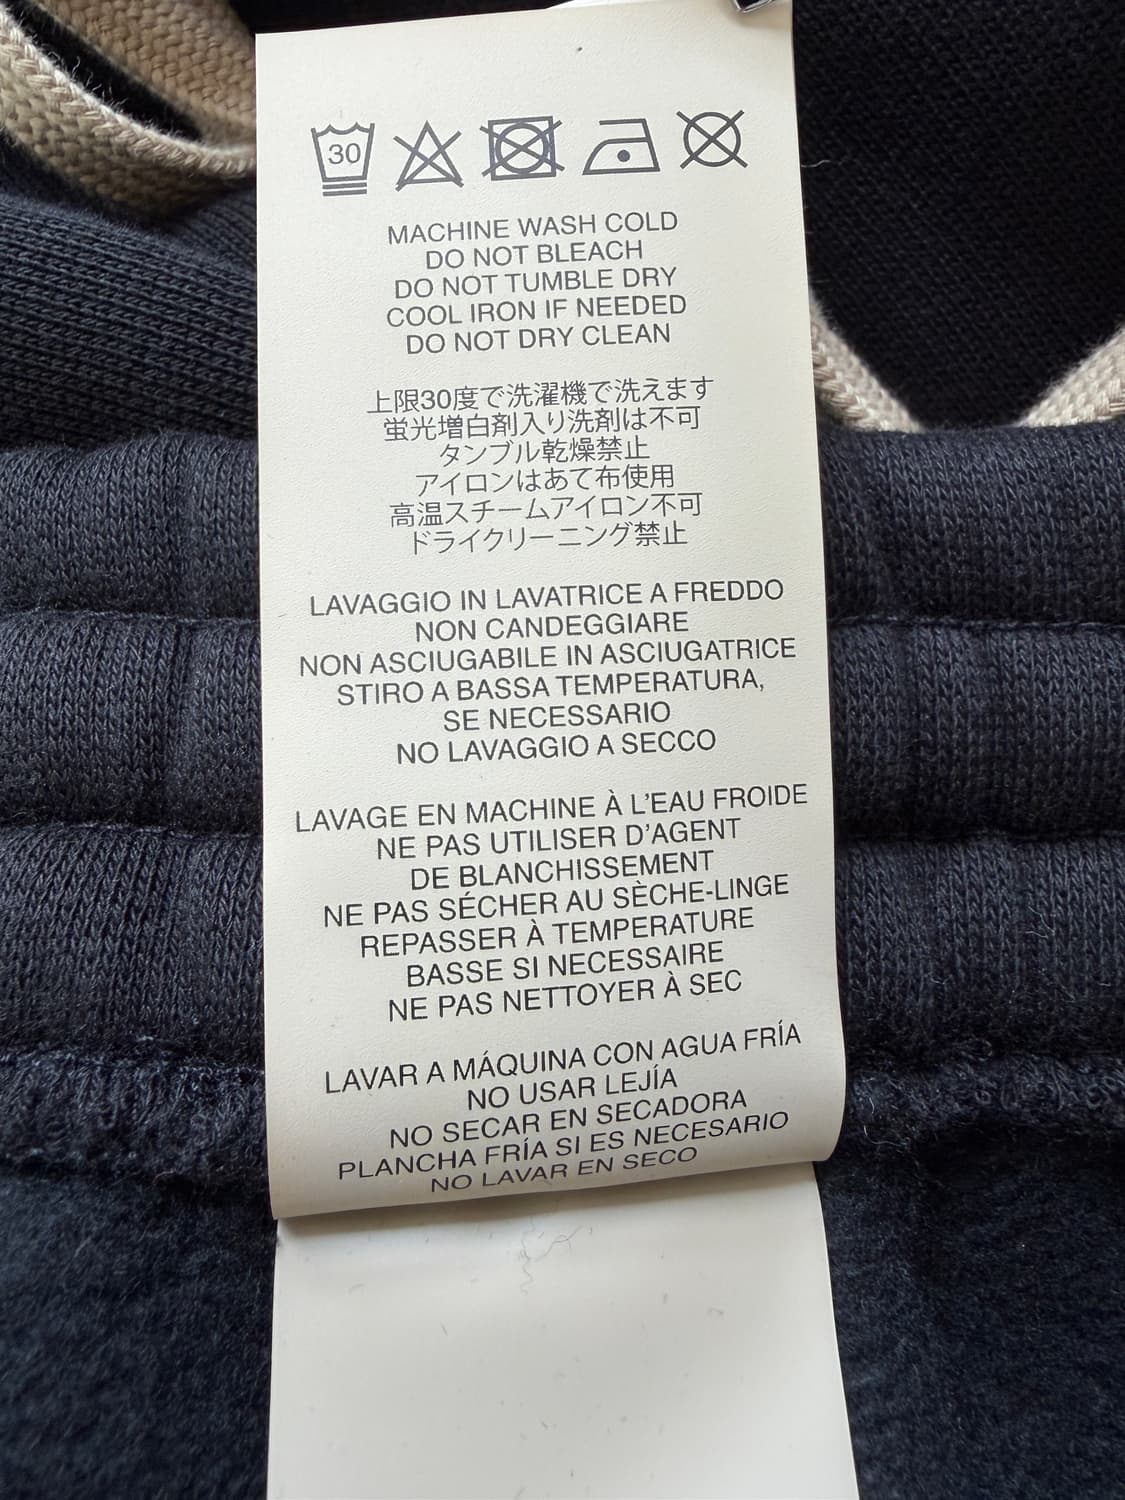 30
MACHINE WASH COLD
DO NOT BLEACH
DO NOT TUMBLE DRY
COOL IRON IF NEEDED
DO NOT DRY CLEAN
上限30度で洗濯機で洗えます
蛍光増白剤入り洗剤は不可
タンブル乾燥禁止
アイロンはあて布使用
高温スチームアイロン不可
ドライクリーニング禁止
LAVAGGIO IN LAVATRICE A FREDDO
NON CANDEGGIARE
NON ASCIUGABILE IN ASCIUGATRICE
STIRO A BASSA TEMPERATURA,
SE NECESSARIO
NO LAVAGGIO A SECCO
LAVAGE EN MACHINE À L'EAU FROIDE
NE PAS UTILISER D'AGENT
DE BLANCHISSEMENT
NE PAS SÉCHER AU SÈCHE-LINGE
REPASSER À TEMPERATURE
BASSE SI NECESSAIRE
NE PAS NETTOYER À SEC
LAVAR A MÁQUINA CON AGUA FRÍA
NO USAR LEJÍA
NO SECAR EN SECADORA
PLANCHA FRÍA SI ES NECESARIO
NO LAVAR EN SECO